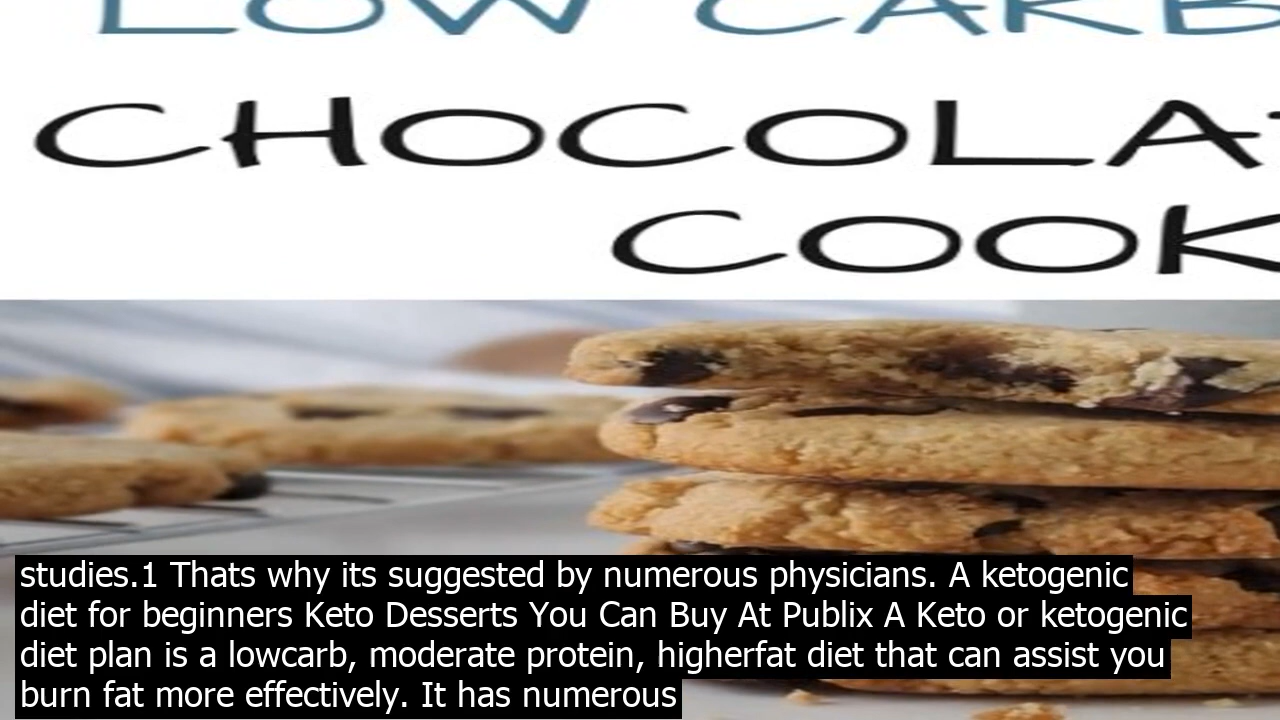 LOW CARB
CHOCOLA
COOK
studies.1 Thats why its suggested by numerous physicians. A ketogenic
diet for beginners Keto Desserts You Can Buy At Publix A Keto or ketogenic
diet plan is a lowcarb, moderate protein, higherfat diet that can assist you
burn fat more effectively. It has numerous